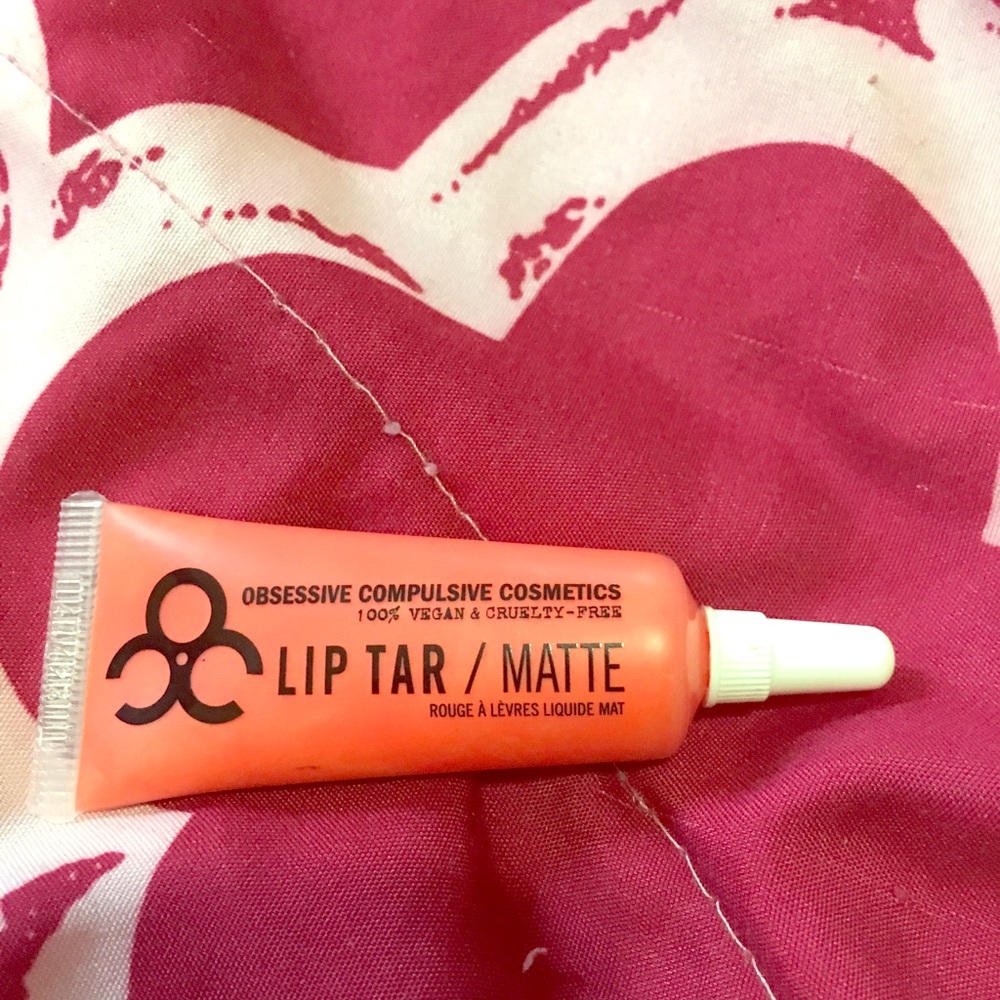 OBSESSIVE COMPULSIVE COSMETICS
100% VEGAN & CRUELTY-FREE
LIP TAR / MATTE
ROUGE À LÈVRES LIQUIDE MAT